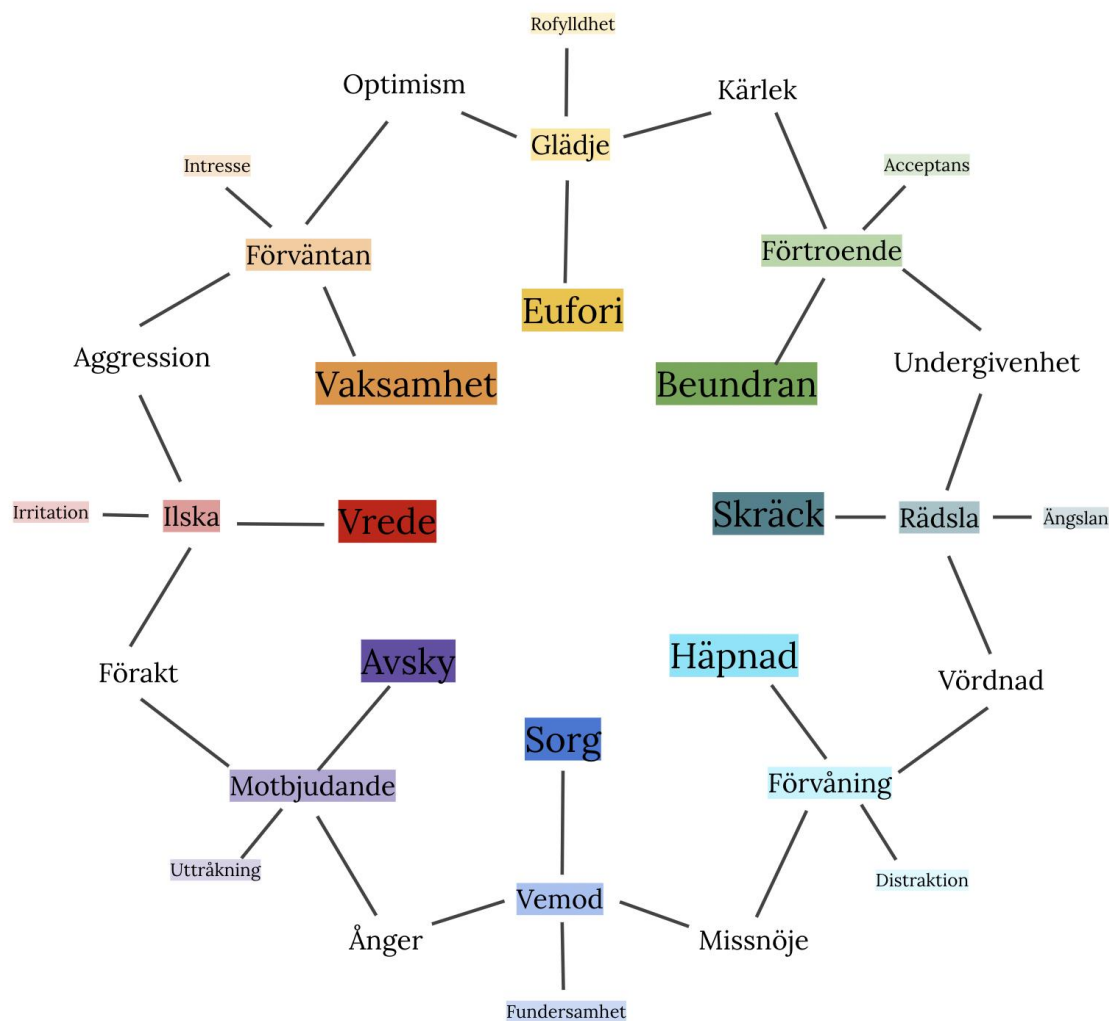 Rofylldhet
Optimism
Kärlek
Glädje
Intresse
Acceptans
Förväntan
Förtroende
Eufori
Aggression
Undergivenhet
Vaksamhet
Beundran
Irritation
Ilska
Vrede
Skräck
Rädsla
Ängslan
Förakt
Avsky
Häpnad
Vördnad
Sorg
Motbjudande
Förvåning
Uttråkning
Distraktion
Vemod
Ånger
Missnöje
Fundersamhet